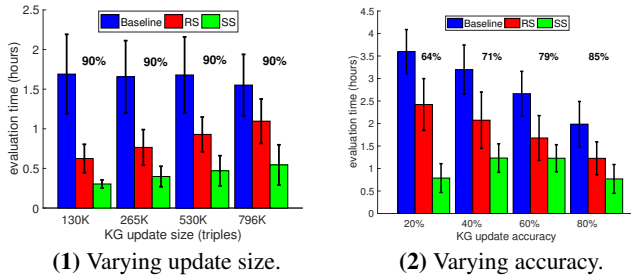 Baseline RS SS
2.5
2
1.5
1
0.5
0
evaluation time (hours)
90% 90% 90% 90%
130K 265K 530K 796K
KG update size (triples)
(1) Varying update size.
Baseline RS SS
4.5
4
3.5
3
2.5
2
1.5
1
0.5
0
evaluation time (hours)
64% 71% 79% 85%
20% 40% 60% 80%
KG update accuracy
(2) Varying accuracy.